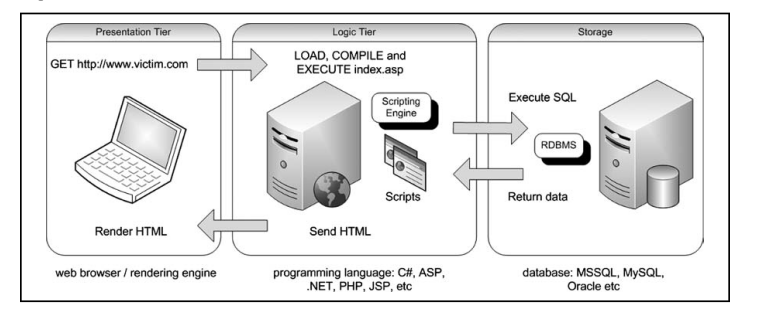 Presentation Tier
GET http://www.victim.com
Render HTML
web browser / rendering engine
Logic Tier
LOAD, COMPILE and
EXECUTE index.asp
Scripting
Engine
Scripts
Send HTML
programming language: C#, ASP,
.NET, PHP, JSP, etc
Storage
Execute SQL
RDBMS
Return data
database: MSSQL, MySQL,
Oracle etc